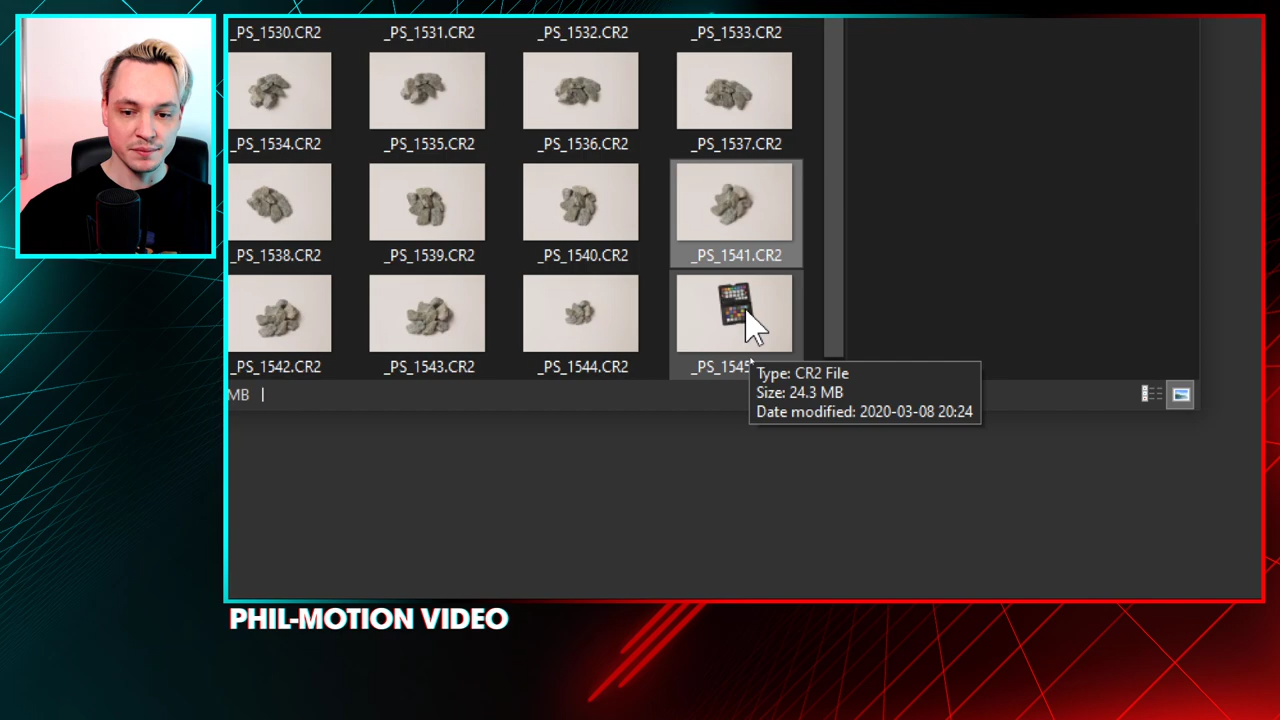 _PS_1530.CR2 _PS_1531.CR2 _PS_1532.CR2 _PS_1533.CR2
_PS_1534.CR2 _PS_1535.CR2 _PS_1536.CR2 _PS_1537.CR2
_PS_1538.CR2 _PS_1539.CR2 _PS_1540.CR2 _PS_1541.CR2
_PS_1542.CR2 _PS_1543.CR2 _PS_1544.CR2 _PS_1545
Type: CR2 File
Size: 24.3 MB
Date modified: 2020-03-08 20:24
MB
PHIL-MOTION VIDEO